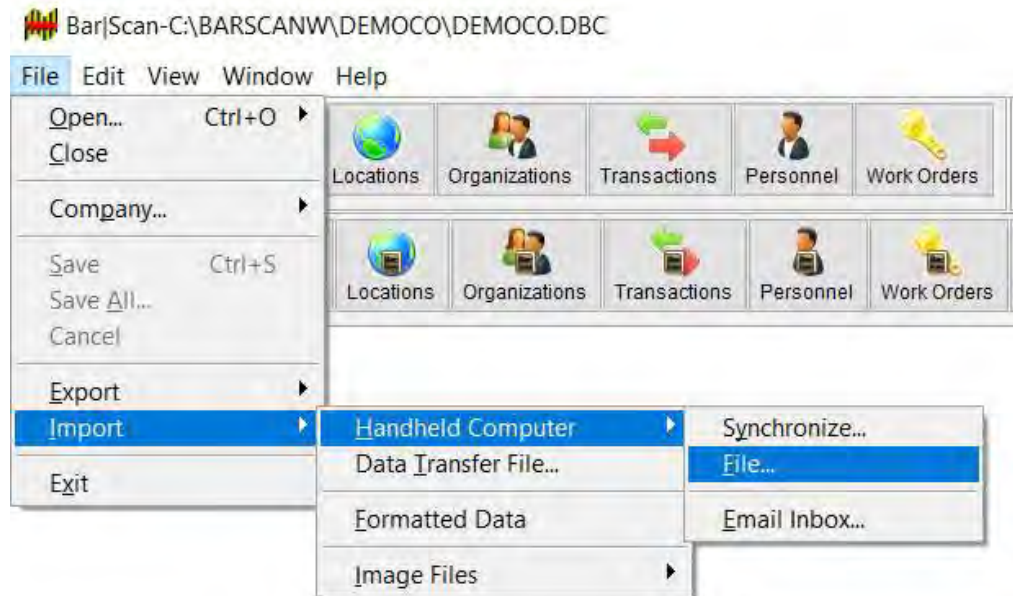 Bar|Scan-C:\BARSCANW\DEMOCO\DEMOCO.DBC
File Edit View Window Help
Open... Ctrl+O
Close
Company...
Save Ctrl+S
Save All...
Cancel
Export
Import
Exit
Locations Organizations Transactions Personnel Work Orders
Locations Organizations Transactions Personnel Work Orders
Handheld Computer
Data Transfer File...
Formatted Data
Image Files
Synchronize...
File...
Email Inbox...